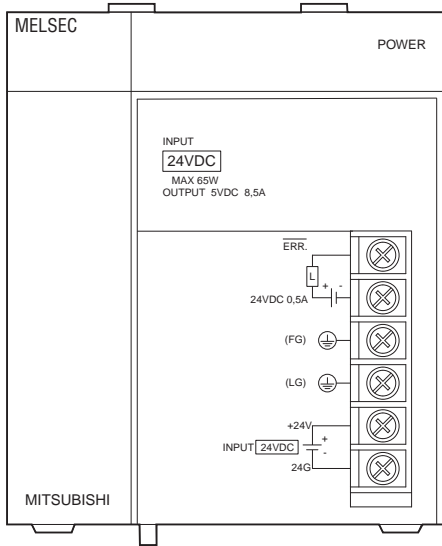 MELSEC
POWER
INPUT
24VDC
MAX 65W
OUTPUT 5VDC 8,5A
ERR.
L
+ -
24VDC 0,5A
(FG)
(LG)
+24V
+
INPUT 24VDC
-
24G
MITSUBISHI